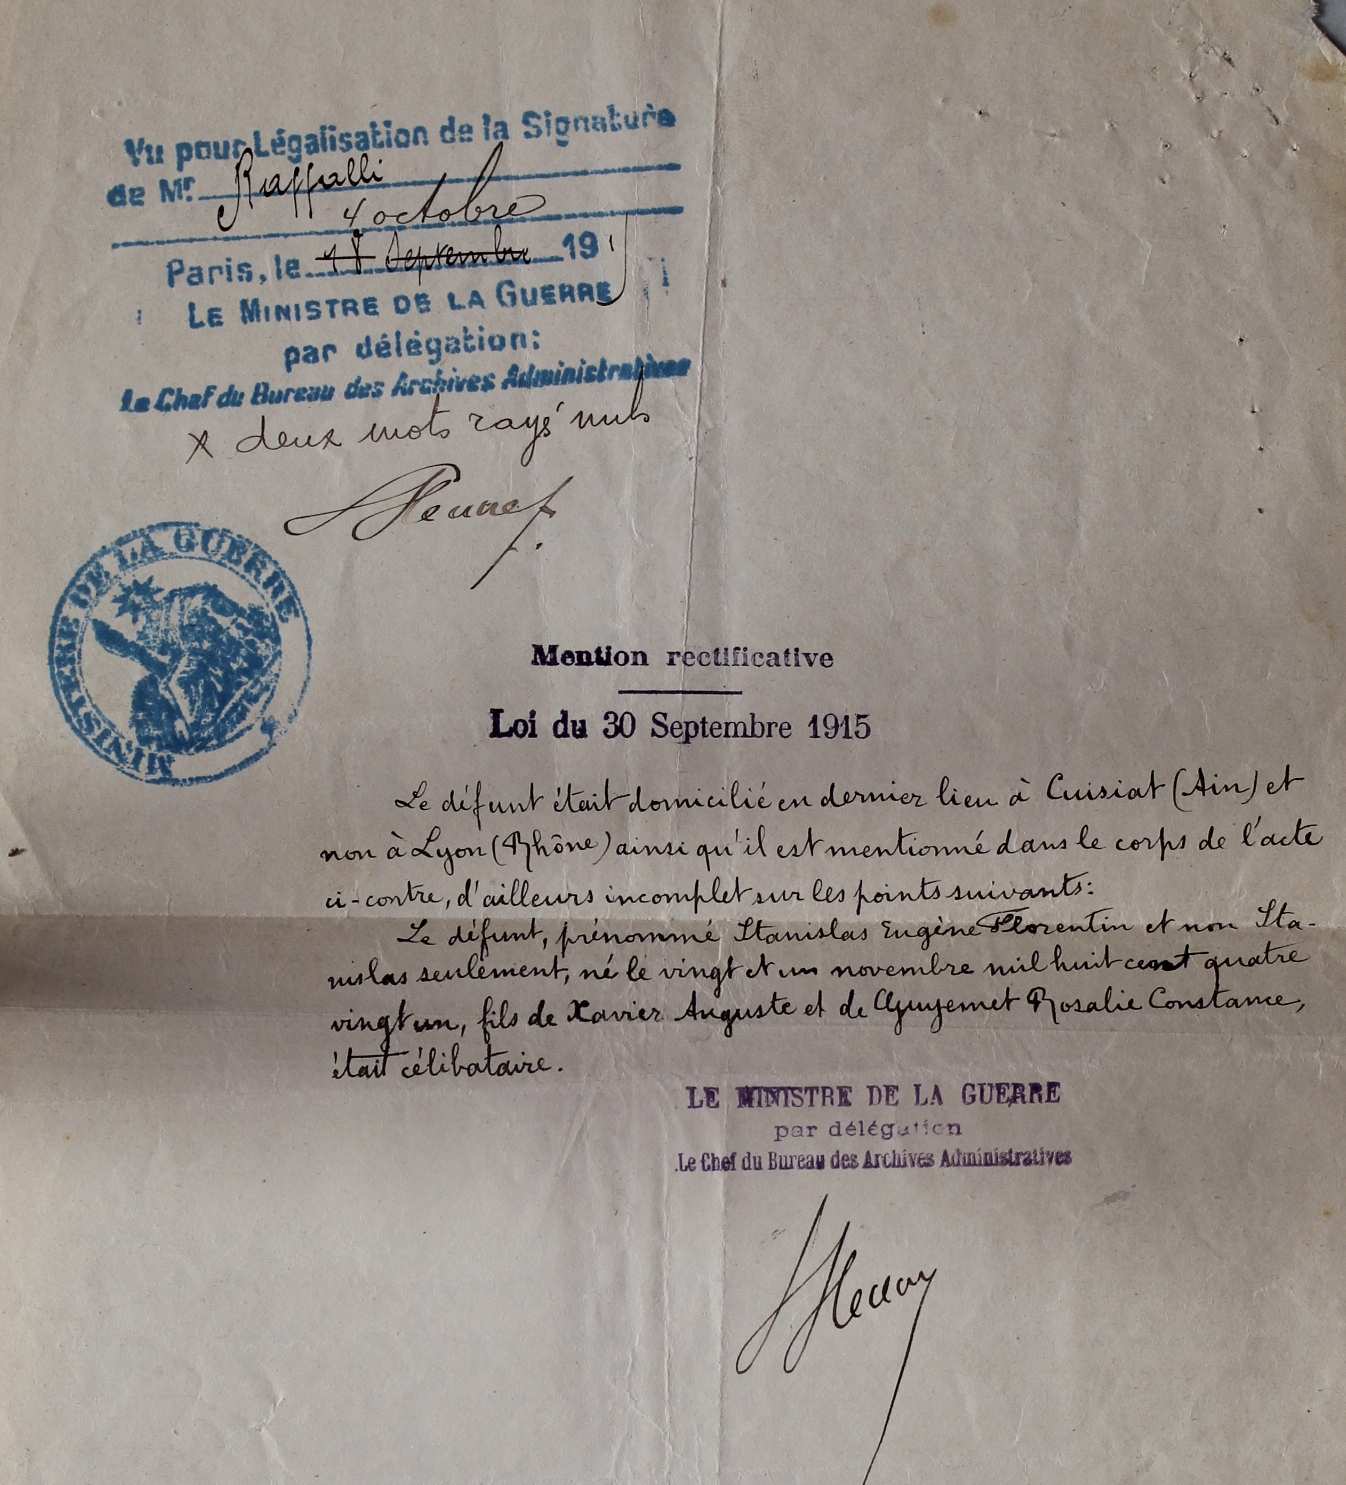 Vu pour Légalisation de la Signature
de Mr. Raffalli
4 octobre
Paris, le 18 Septembre 191
LE MINISTRE DE LA GUERRE
par délégation:
Le Chef du Bureau des Archives Administratives
x deux mots rayés nuls
MINISTERE DE LA GUERRE
Mention rectificative
Loi du 30 Septembre 1915
Le défunt était domicilié en dernier lieu à Cuisiat (Ain) et
non à Lyon (Rhône) ainsi qu'il est mentionné dans le corps de l'acte
ci-contre, d'ailleurs incomplet sur les points suivants:
Le défunt, prénommé Stanislas Eugène Florentin et non Sta-
nislas seulement, né le vingt et un novembre mil huit cent quatre
vingt un, fils de Xavier Auguste et de Guyemet Rosalie Constance,
était célibataire.
LE MINISTRE DE LA GUERRE
par délégation
Le Chef du Bureau des Archives Administratives